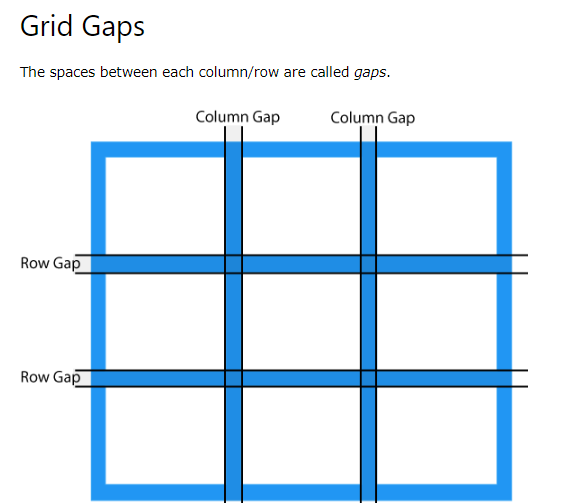 Grid Gaps
The spaces between each column/row are called gaps.
Column Gap Column Gap
Row Gap
Row Gap